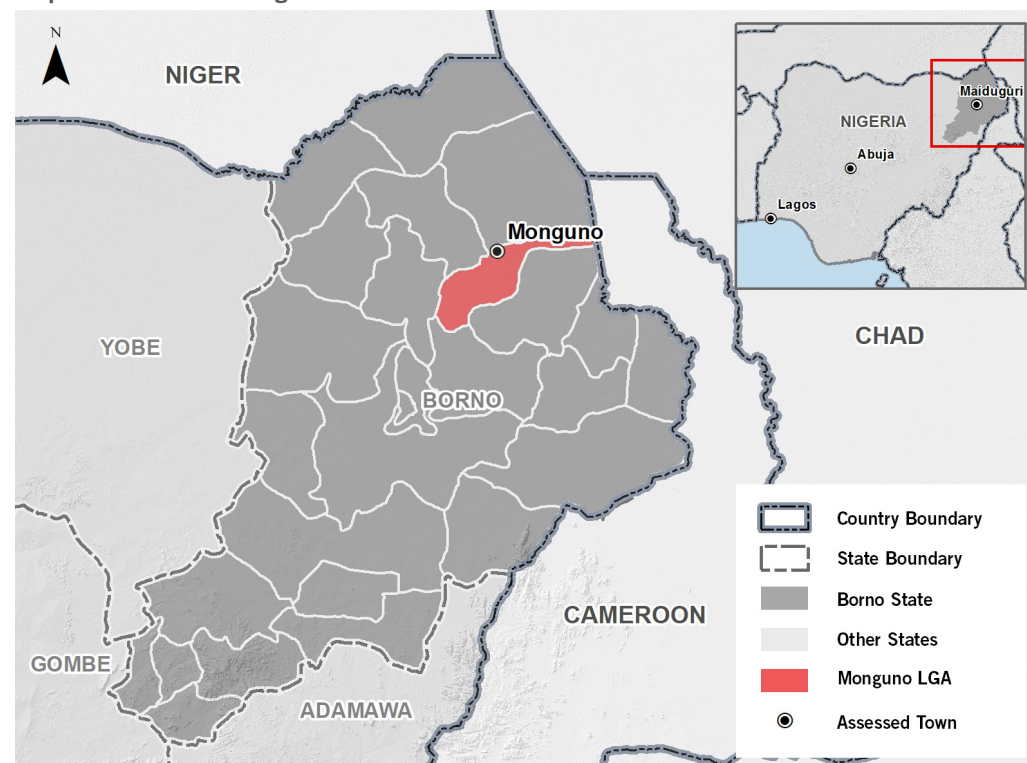 N
NIGER
Maiduguri
NIGERIA
Abuja
Lagos
Monguno
YOBE
CHAD
BORNO
Country Boundary
State Boundary
Borno State
CAMEROON
Other States
GOMBE
Monguno LGA
ADAMAWA
Assessed Town